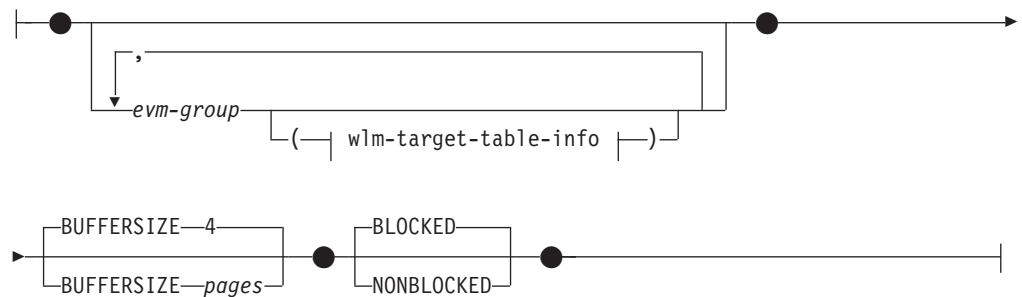 ,
evm-group
( wlm-target-table-info )
BUFFERSIZE 4 BLOCKED
BUFFERSIZE pages NONBLOCKED